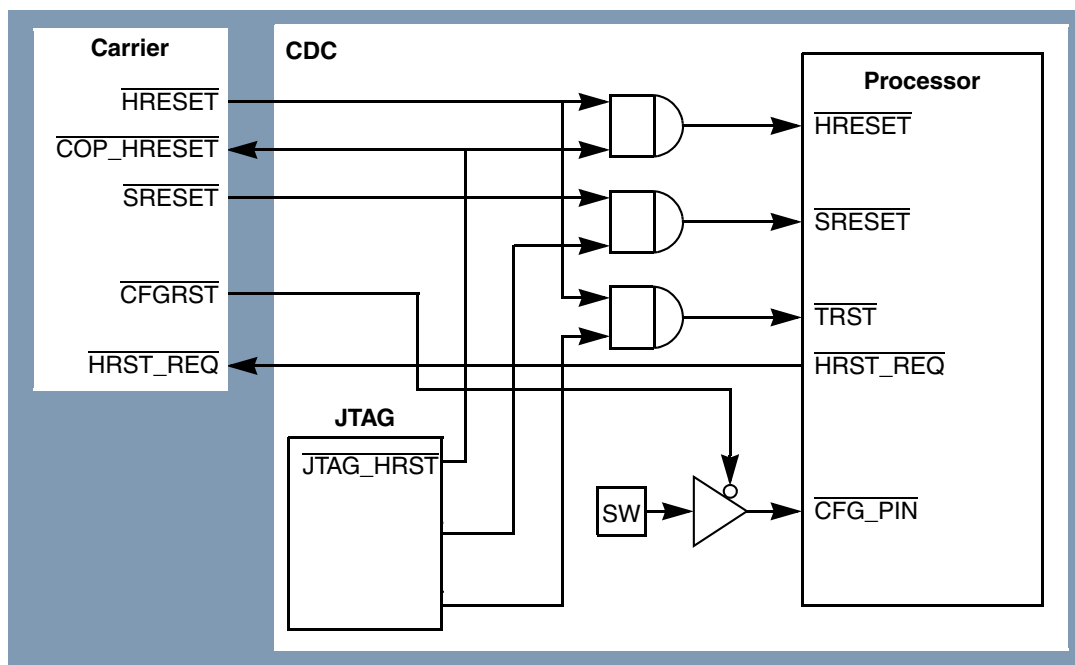 Carrier
HRESET
COP_HRESET
SRESET
CFGRST
HRST_REQ
CDC
JTAG
JTAG_HRST
SW
Processor
HRESET
SRESET
TRST
HRST_REQ
CFG_PIN